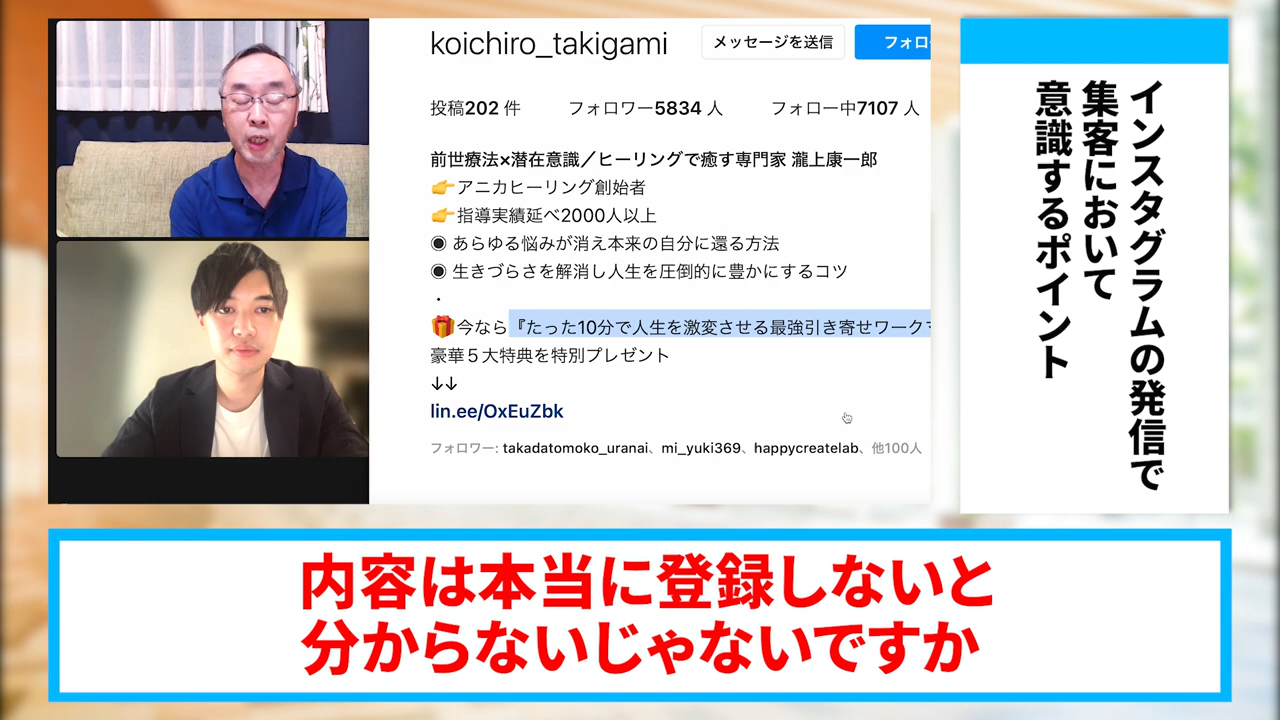 koichiro_takigami
メッセージを送信
フォロ
投稿202 件 フォロワー5834 人 フォロー中7107 人
前世療法×潜在意識／ヒーリングで癒す専門家 瀧上康一郎
👉アニカヒーリング創始者
👉指導実績延べ2000人以上
◉ あらゆる悩みが消え本来の自分に還る方法
◉ 生きづらさを解消し人生を圧倒的に豊かにするコツ
・
🎁今なら『たった10分で人生を激変させる最強引き寄せワーク
豪華５大特典を特別プレゼント
↓↓
lin.ee/OxEuZbk
フォロワー: takadatomoko_uranai、mi_yuki369、happycreatelab、他100人
インスタグラムの発信で
集客において
意識するポイント
内容は本当に登録しないと
分からないじゃないですか